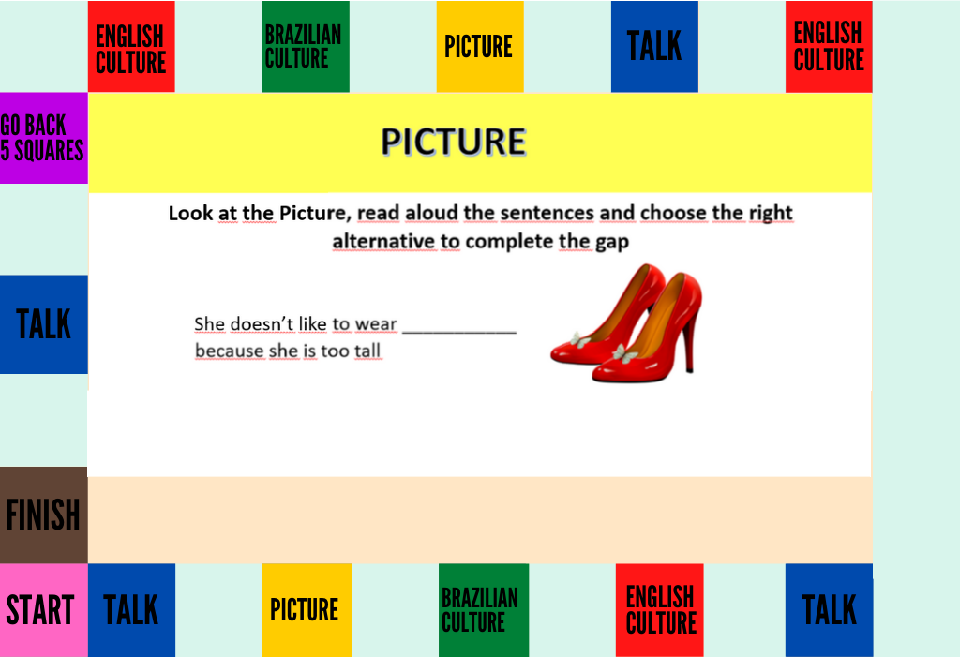 ENGLISH
CULTURE
BRAZILIAN
CULTURE
PICTURE
TALK
ENGLISH
CULTURE
GO BACK
5 SQUARES
PICTURE
Look at the Picture, read aloud the sentences and choose the right
alternative to complete the gap
She doesn't like to wear ____________
because she is too tall
TALK
FINISH
START
TALK
PICTURE
BRAZILIAN
CULTURE
ENGLISH
CULTURE
TALK